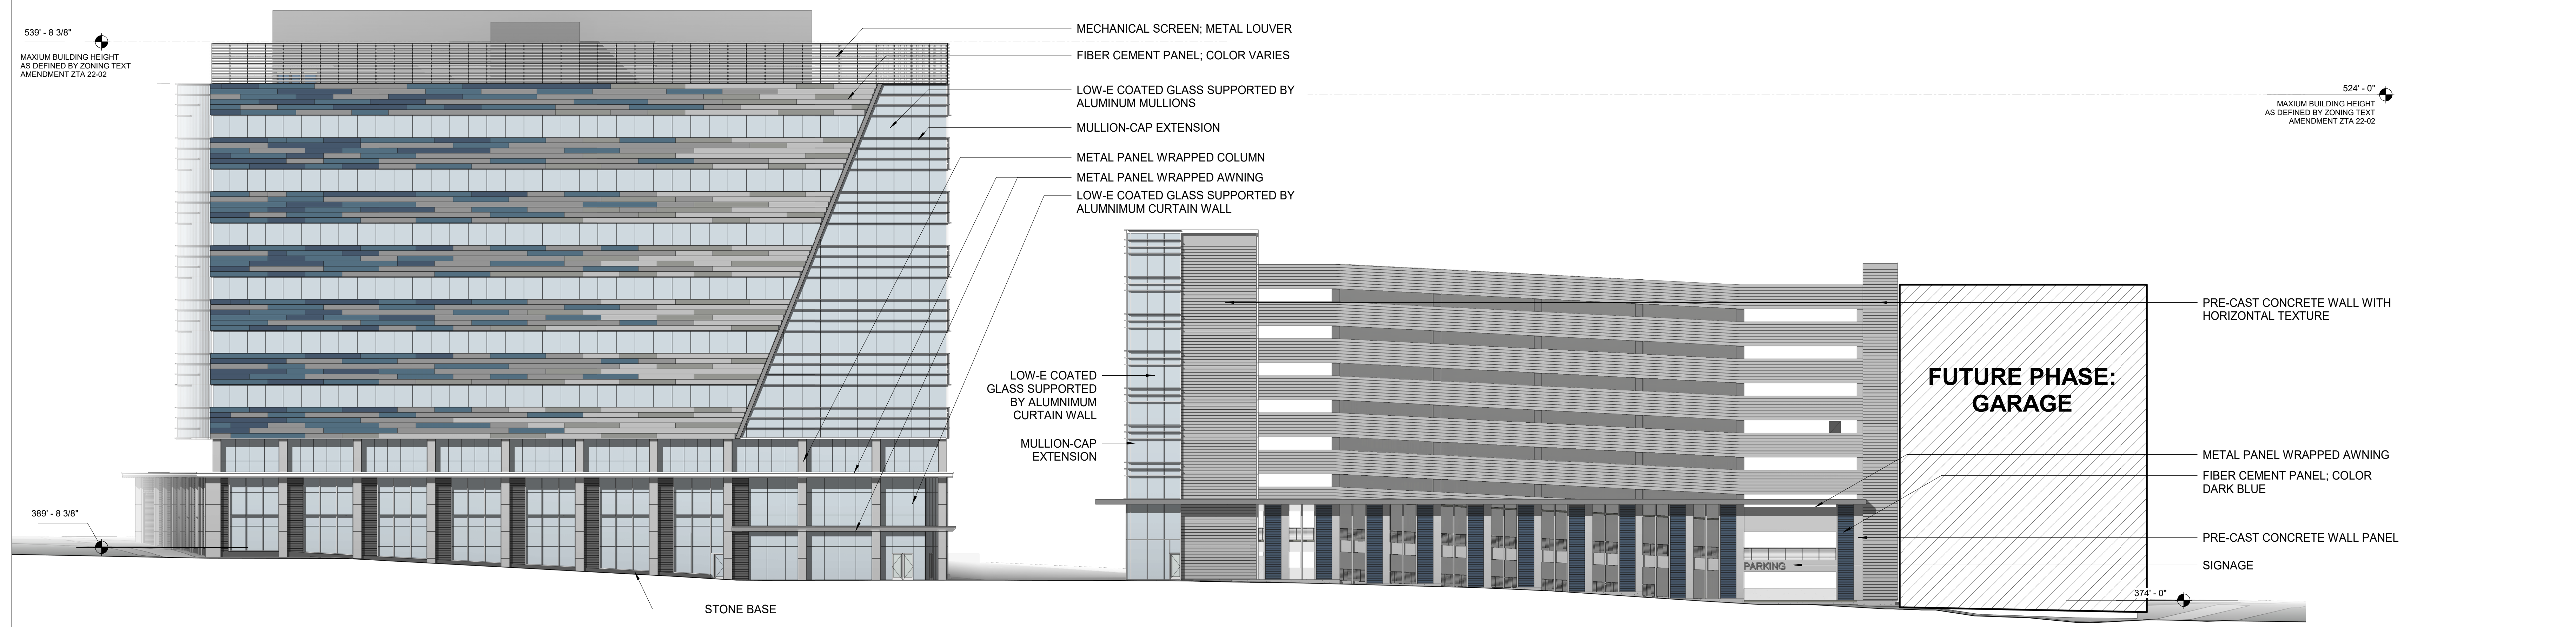 539' - 8 3/8"
MAXIUM BUILDING HEIGHT
AS DEFINED BY ZONING TEXT
AMENDMENT ZTA 22-02
MECHANICAL SCREEN; METAL LOUVER
FIBER CEMENT PANEL; COLOR VARIES
LOW-E COATED GLASS SUPPORTED BY
ALUMINUM MULLIONS
MULLION-CAP EXTENSION
METAL PANEL WRAPPED COLUMN
METAL PANEL WRAPPED AWNING
LOW-E COATED GLASS SUPPORTED BY
ALUMNIMUM CURTAIN WALL
524' - 0"
MAXIUM BUILDING HEIGHT
AS DEFINED BY ZONING TEXT
AMENDMENT ZTA 22-02
LOW-E COATED
GLASS SUPPORTED
BY ALUMNIMUM
CURTAIN WALL
MULLION-CAP
EXTENSION
FUTURE PHASE:
GARAGE
PRE-CAST CONCRETE WALL WITH
HORIZONTAL TEXTURE
METAL PANEL WRAPPED AWNING
FIBER CEMENT PANEL; COLOR
DARK BLUE
PRE-CAST CONCRETE WALL PANEL
SIGNAGE
PARKING
389' - 8 3/8"
STONE BASE
374' - 0"